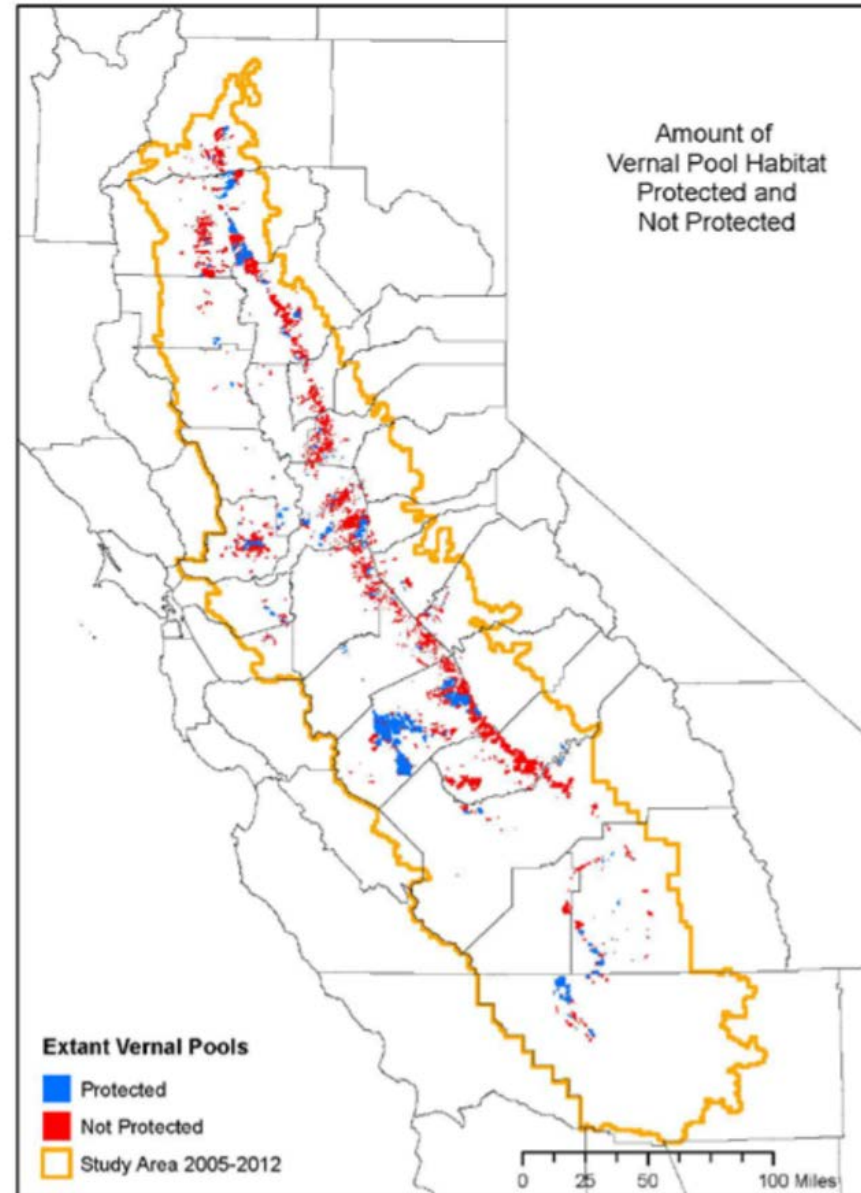 Amount of
Vernal Pool Habitat
Protected and
Not Protected
Extant Vernal Pools
Protected
Not Protected
Study Area 2005-2012
0 25 50 100 Miles